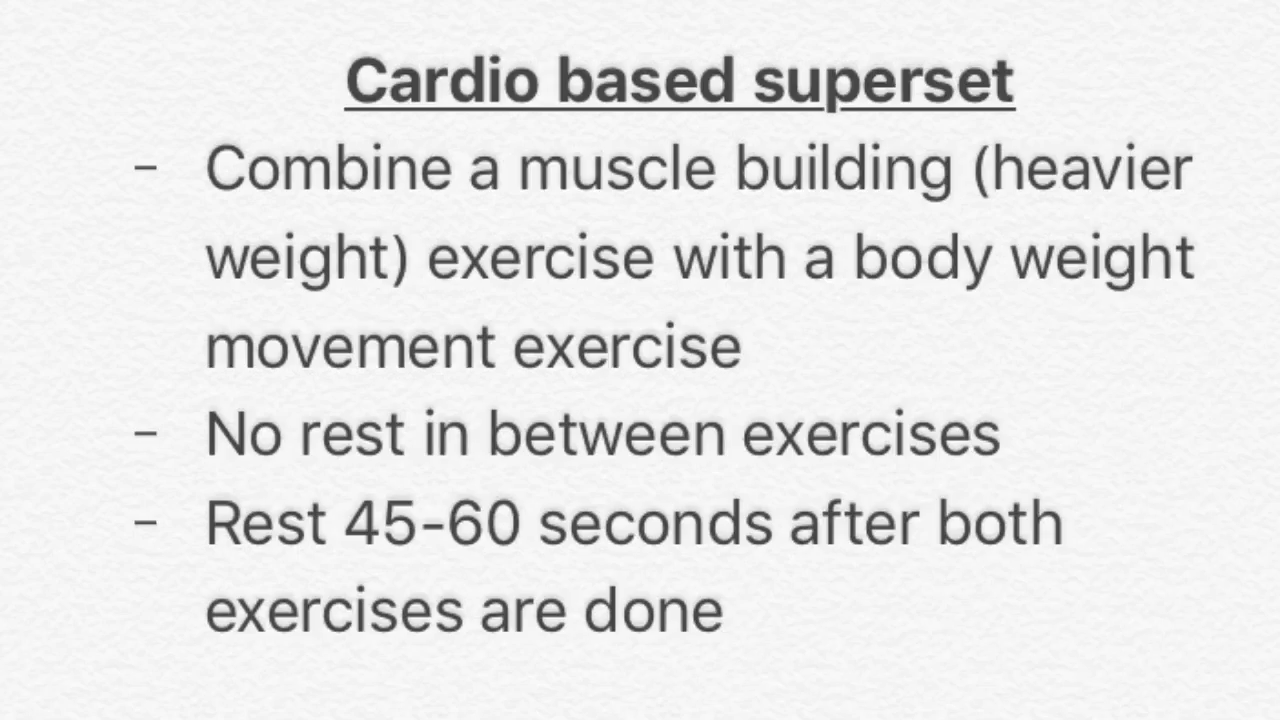 Cardio based superset
- Combine a muscle building (heavier
weight) exercise with a body weight
movement exercise
- No rest in between exercises
- Rest 45-60 seconds after both
exercises are done